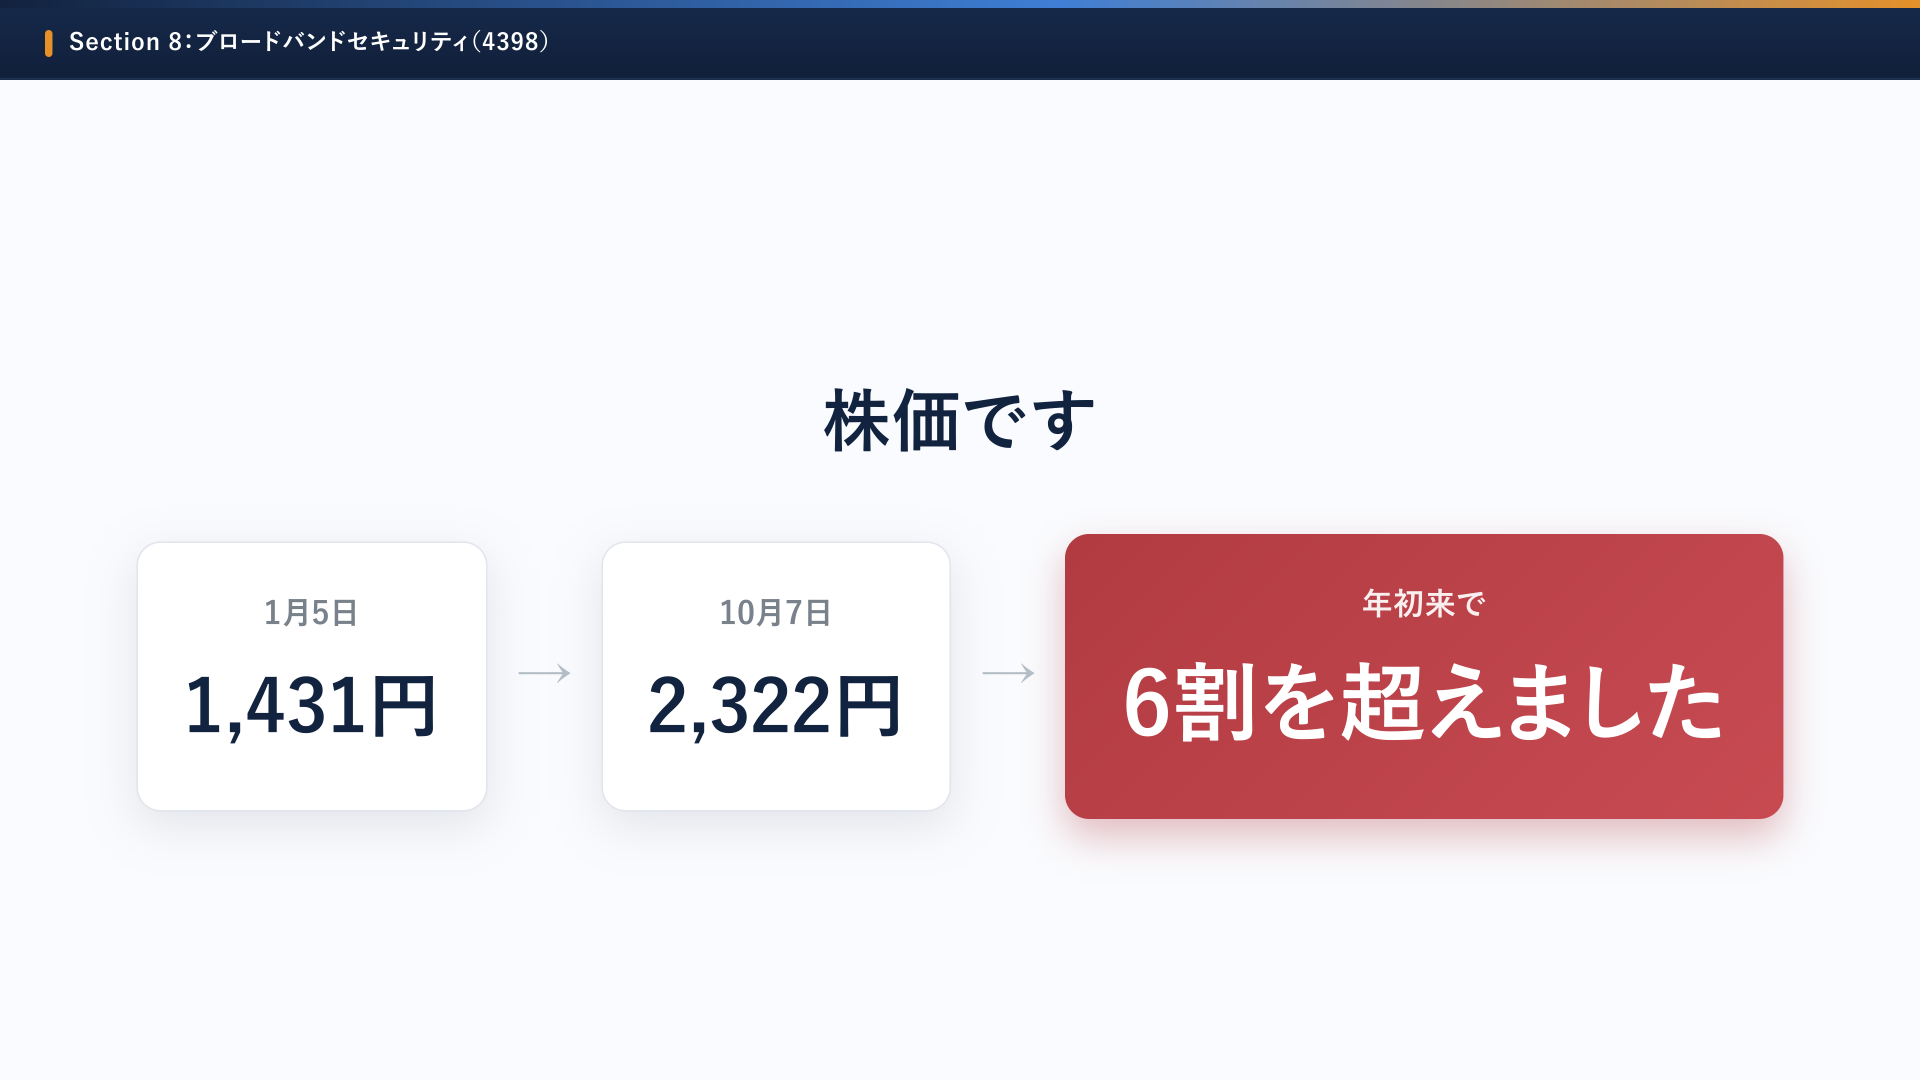 Section 8：ブロードバンドセキュリティ（4398）
株価です
1月5日
1,431円
→
10月7日
2,322円
→
年初来で
6割を超えました